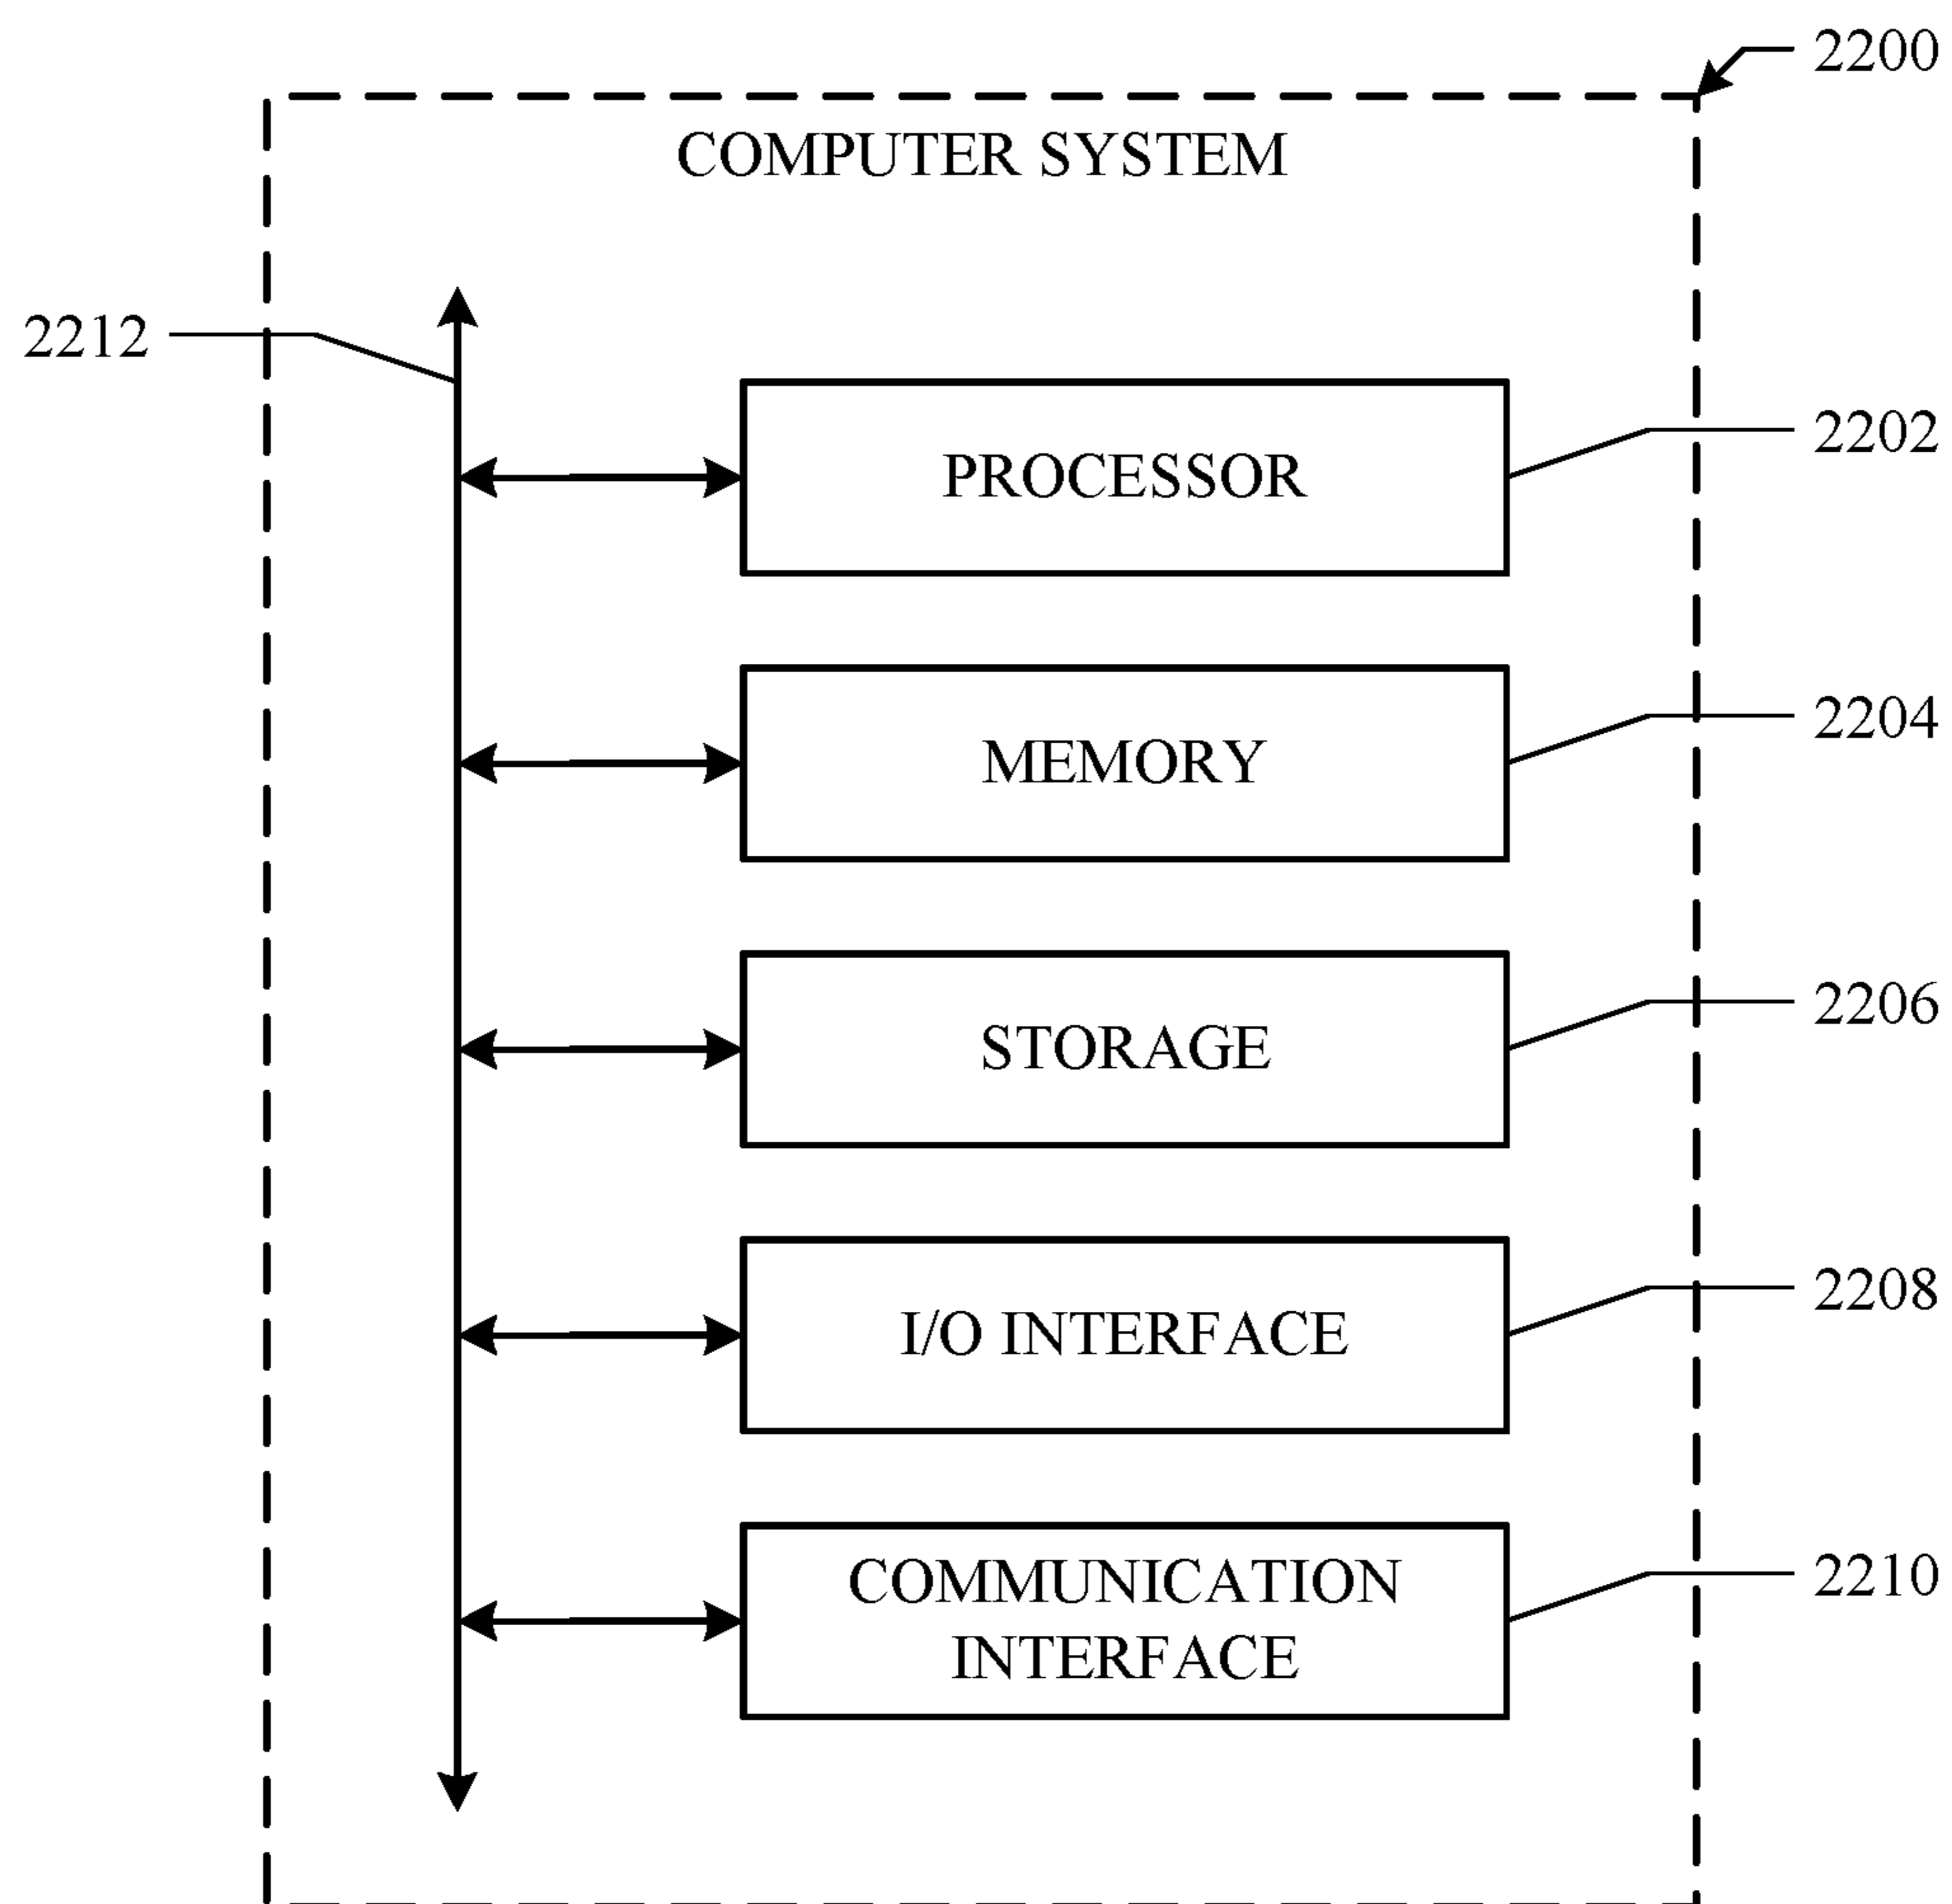 2200
COMPUTER SYSTEM
2212
2202
PROCESSOR
2204
MEMORY
2206
STORAGE
2208
I/O INTERFACE
2210
COMMUNICATION
INTERFACE